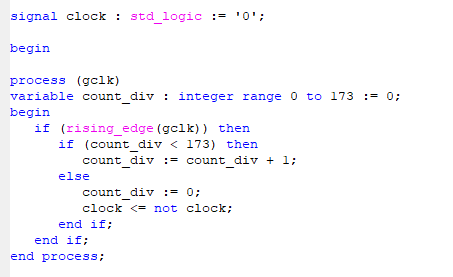 signal clock : std_logic := '0';
begin
process (gclk)
variable count_div : integer range 0 to 173 := 0;
begin
if (rising_edge(gclk)) then
if (count_div < 173) then
count_div := count_div + 1;
else
count_div := 0;
clock <= not clock;
end if;
end if;
end process;